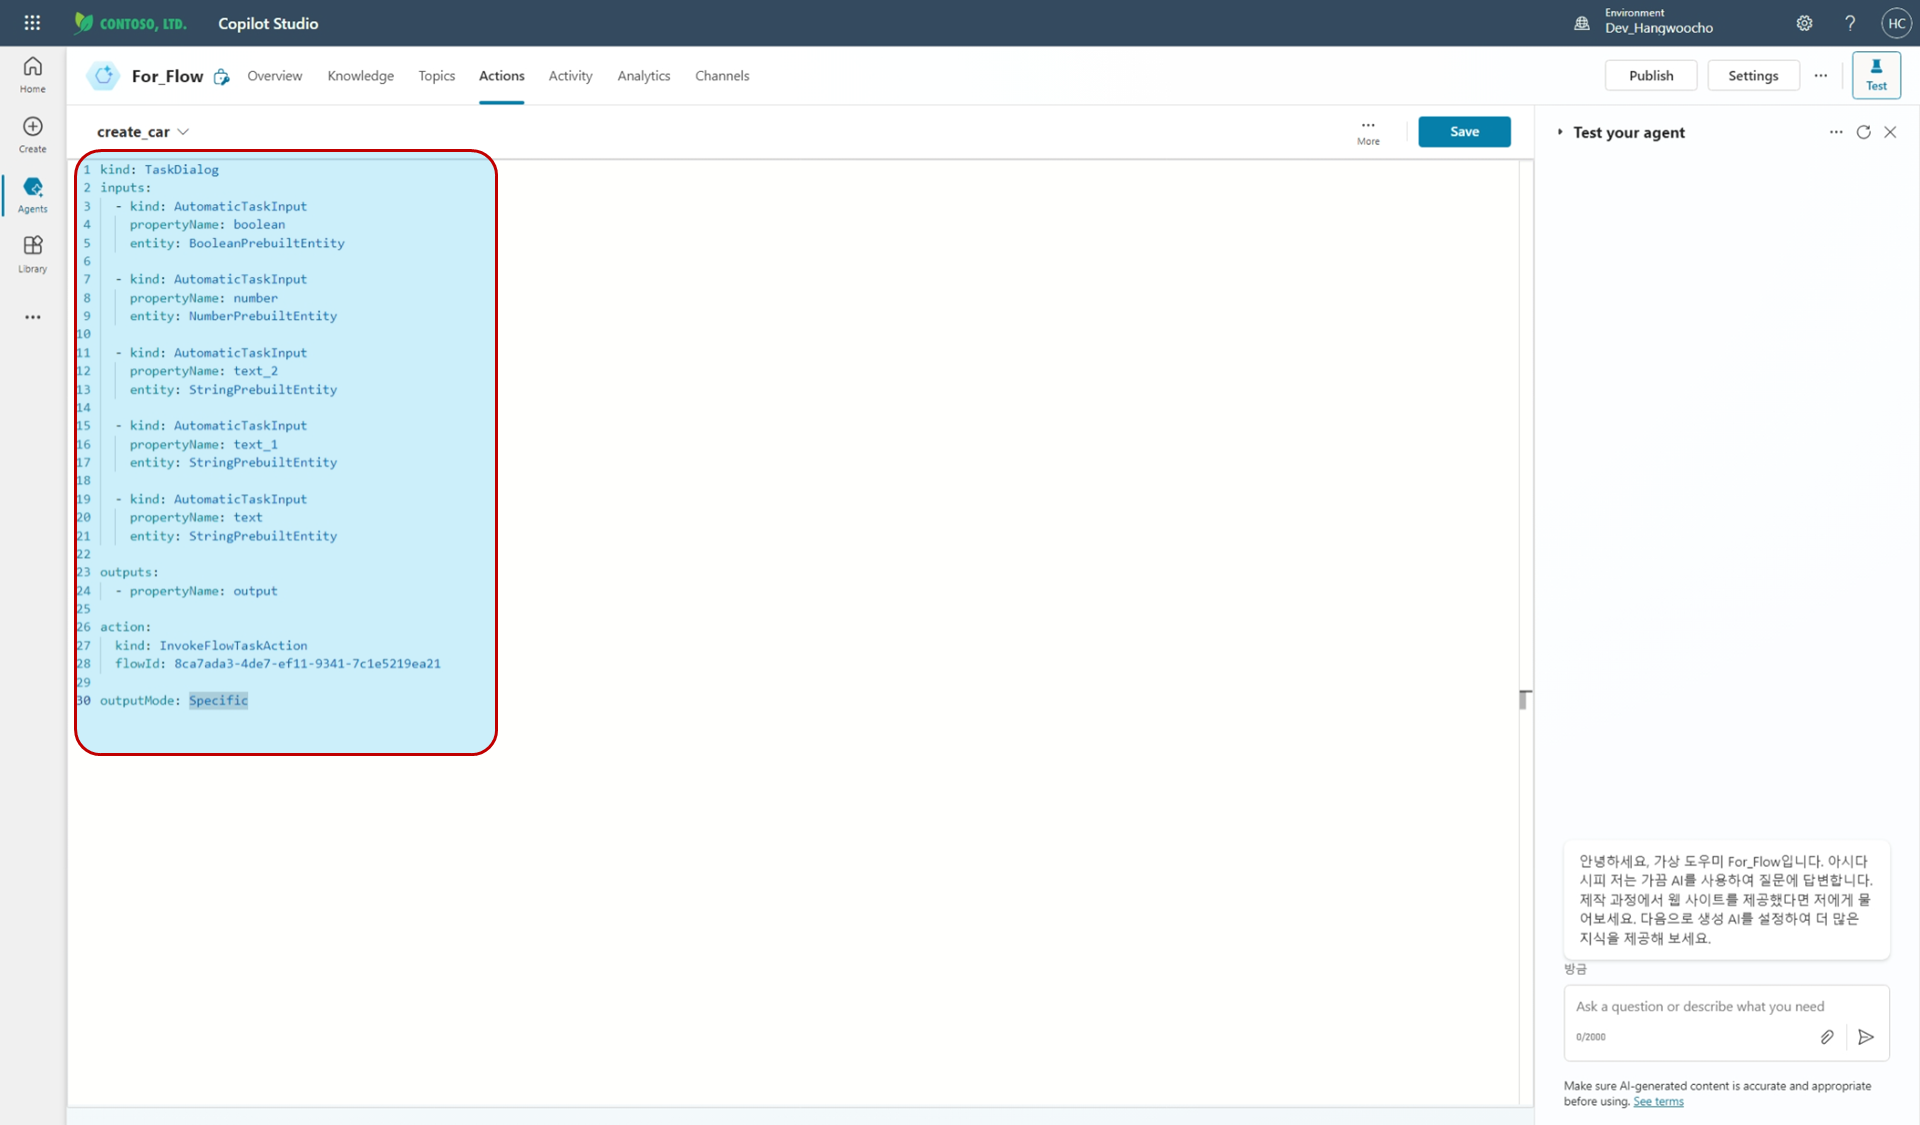 CONTOSO, LTD.
Copilot Studio
Environment
Dev_Hangwoocho
?
HC
Home
Create
Agents
Library
For_Flow
Overview
Knowledge
Topics
Actions
Activity
Analytics
Channels
Publish
Settings
Test
create_car
More
Save
1 kind: TaskDialog
2 inputs:
3 - kind: AutomaticTaskInput
4 propertyName: boolean
5 entity: BooleanPrebuiltEntity
6
7 - kind: AutomaticTaskInput
8 propertyName: number
9 entity: NumberPrebuiltEntity
10
11 - kind: AutomaticTaskInput
12 propertyName: text_2
13 entity: StringPrebuiltEntity
14
15 - kind: AutomaticTaskInput
16 propertyName: text_1
17 entity: StringPrebuiltEntity
18
19 - kind: AutomaticTaskInput
20 propertyName: text
21 entity: StringPrebuiltEntity
22
23 outputs:
24 - propertyName: output
25
26 action:
27 kind: InvokeFlowTaskAction
28 flowId: 8ca7ada3-4de7-ef11-9341-7c1e5219ea21
29
30 outputMode: Specific
Test your agent
안녕하세요, 가상 도우미 For_Flow입니다. 아시다
시피 저는 가끔 AI를 사용하여 질문에 답변합니다.
제작 과정에서 웹 사이트를 제공했다면 저에게 물
어보세요. 다음으로 생성 AI를 설정하여 더 많은
지식을 제공해 보세요.
방금
Ask a question or describe what you need
0/2000
Make sure AI-generated content is accurate and appropriate
before using. See terms